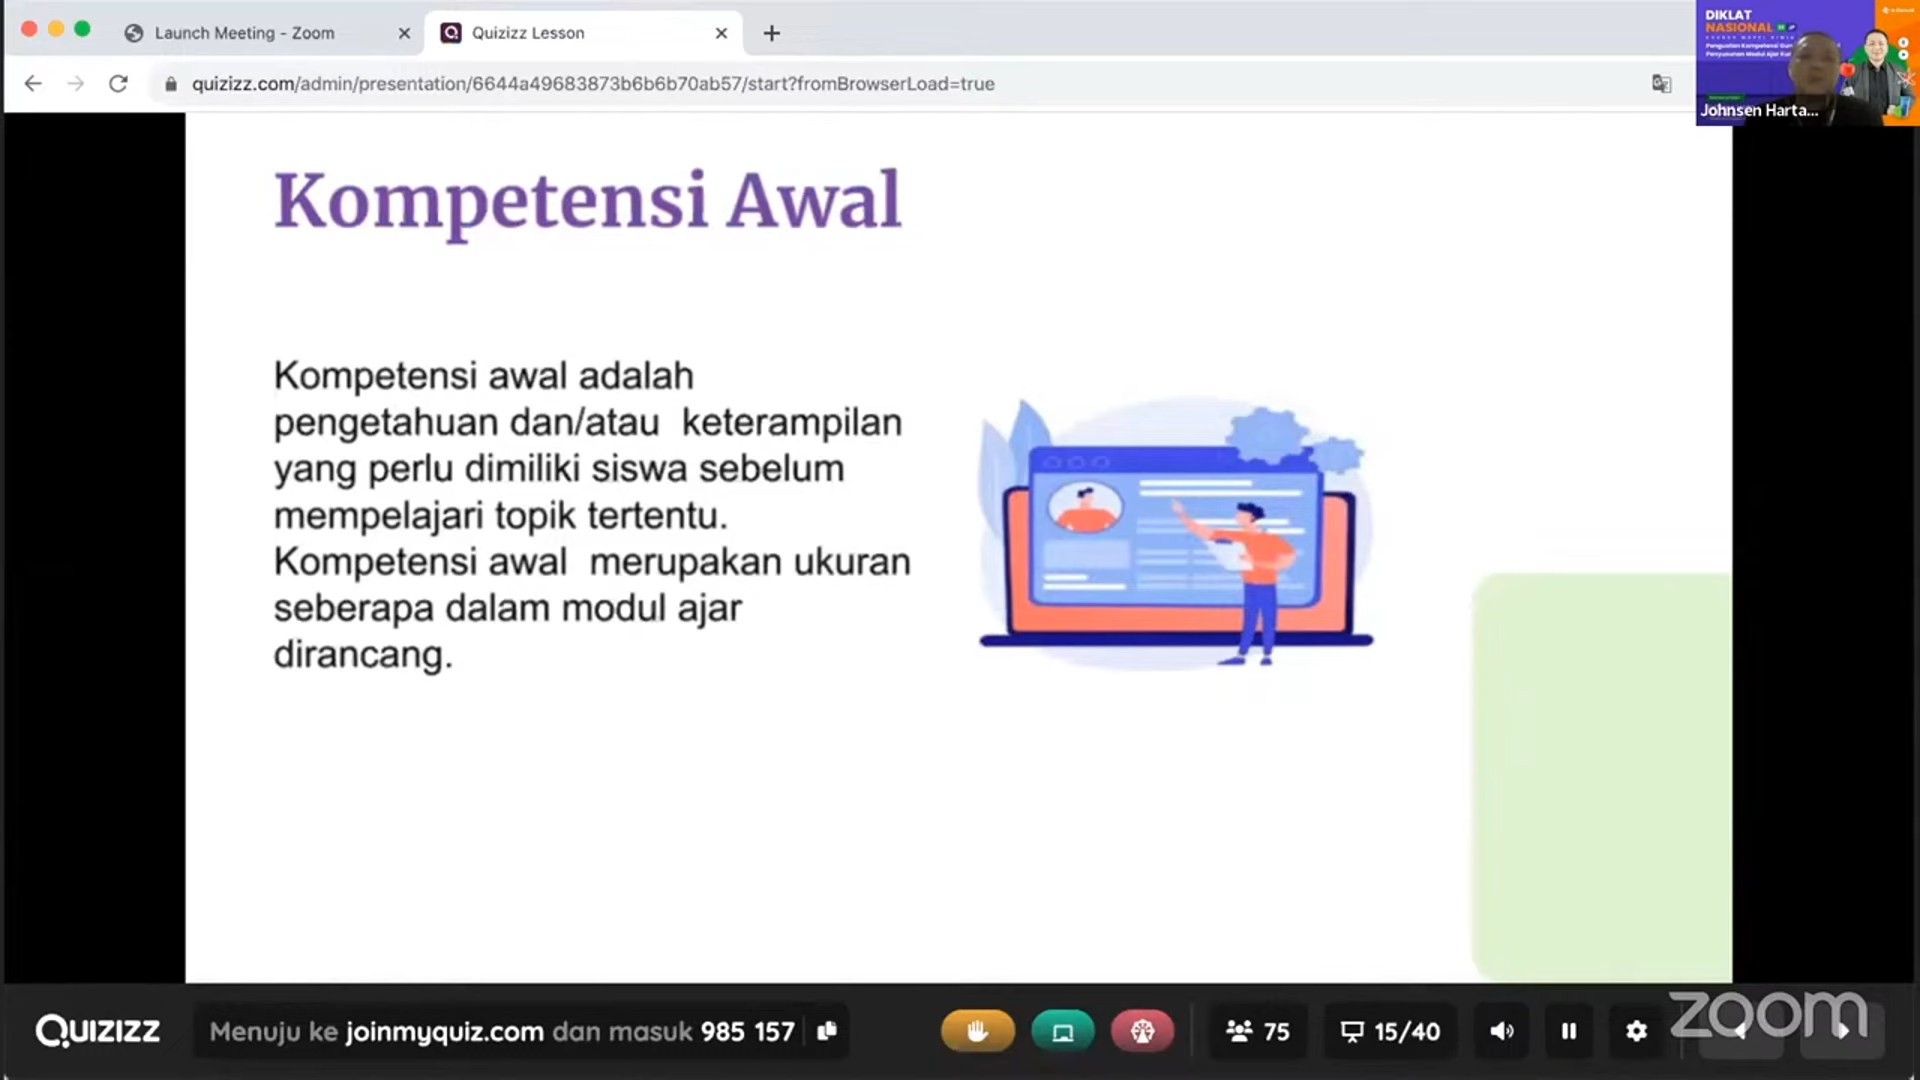 Launch Meeting - Zoom
Quizizz Lesson
quizizz.com/admin/presentation/6644a49683873b6b6b70ab57/start?fromBrowserLoad=true
DIKLAT
NASIONAL
Johnsen Harta...
Kompetensi Awal
Kompetensi awal adalah
pengetahuan dan/atau keterampilan
yang perlu dimiliki siswa sebelum
mempelajari topik tertentu.
Kompetensi awal merupakan ukuran
seberapa dalam modul ajar
dirancang.
QUIZIZZ
Menuju ke joinmyquiz.com dan masuk 985 157
75
15/40
zoom